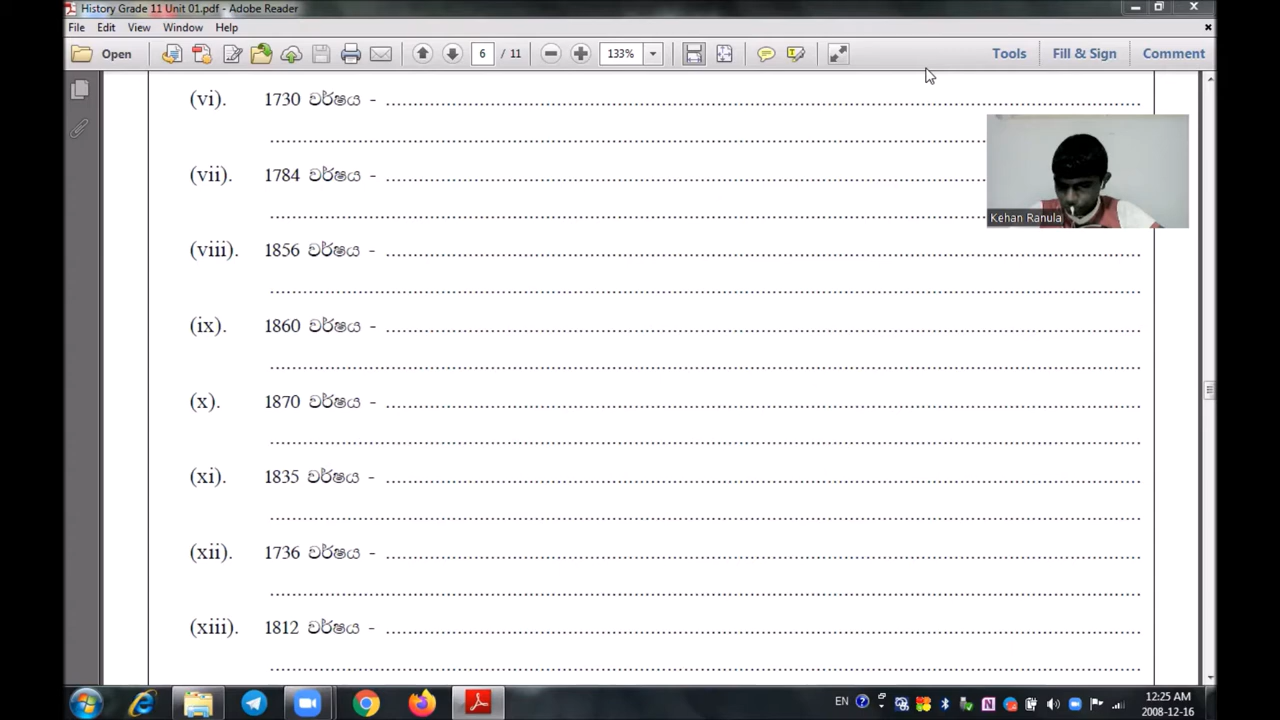 History Grade 11 Unit 01.pdf - Adobe Reader
File Edit View Window Help
Open 6 / 11 133% Tools Fill & Sign Comment
(vi). 1730 වර්ෂය - ........................................................................
........................................................................
(vii). 1784 වර්ෂය - ........................................................................
........................................................................
Kehan Ranula
(viii). 1856 වර්ෂය - ........................................................................
........................................................................
(ix). 1860 වර්ෂය - ........................................................................
........................................................................
(x). 1870 වර්ෂය - ........................................................................
........................................................................
(xi). 1835 වර්ෂය - ........................................................................
........................................................................
(xii). 1736 වර්ෂය - ........................................................................
........................................................................
(xiii). 1812 වර්ෂය - ........................................................................
........................................................................
EN 12:25 AM
2008-12-16